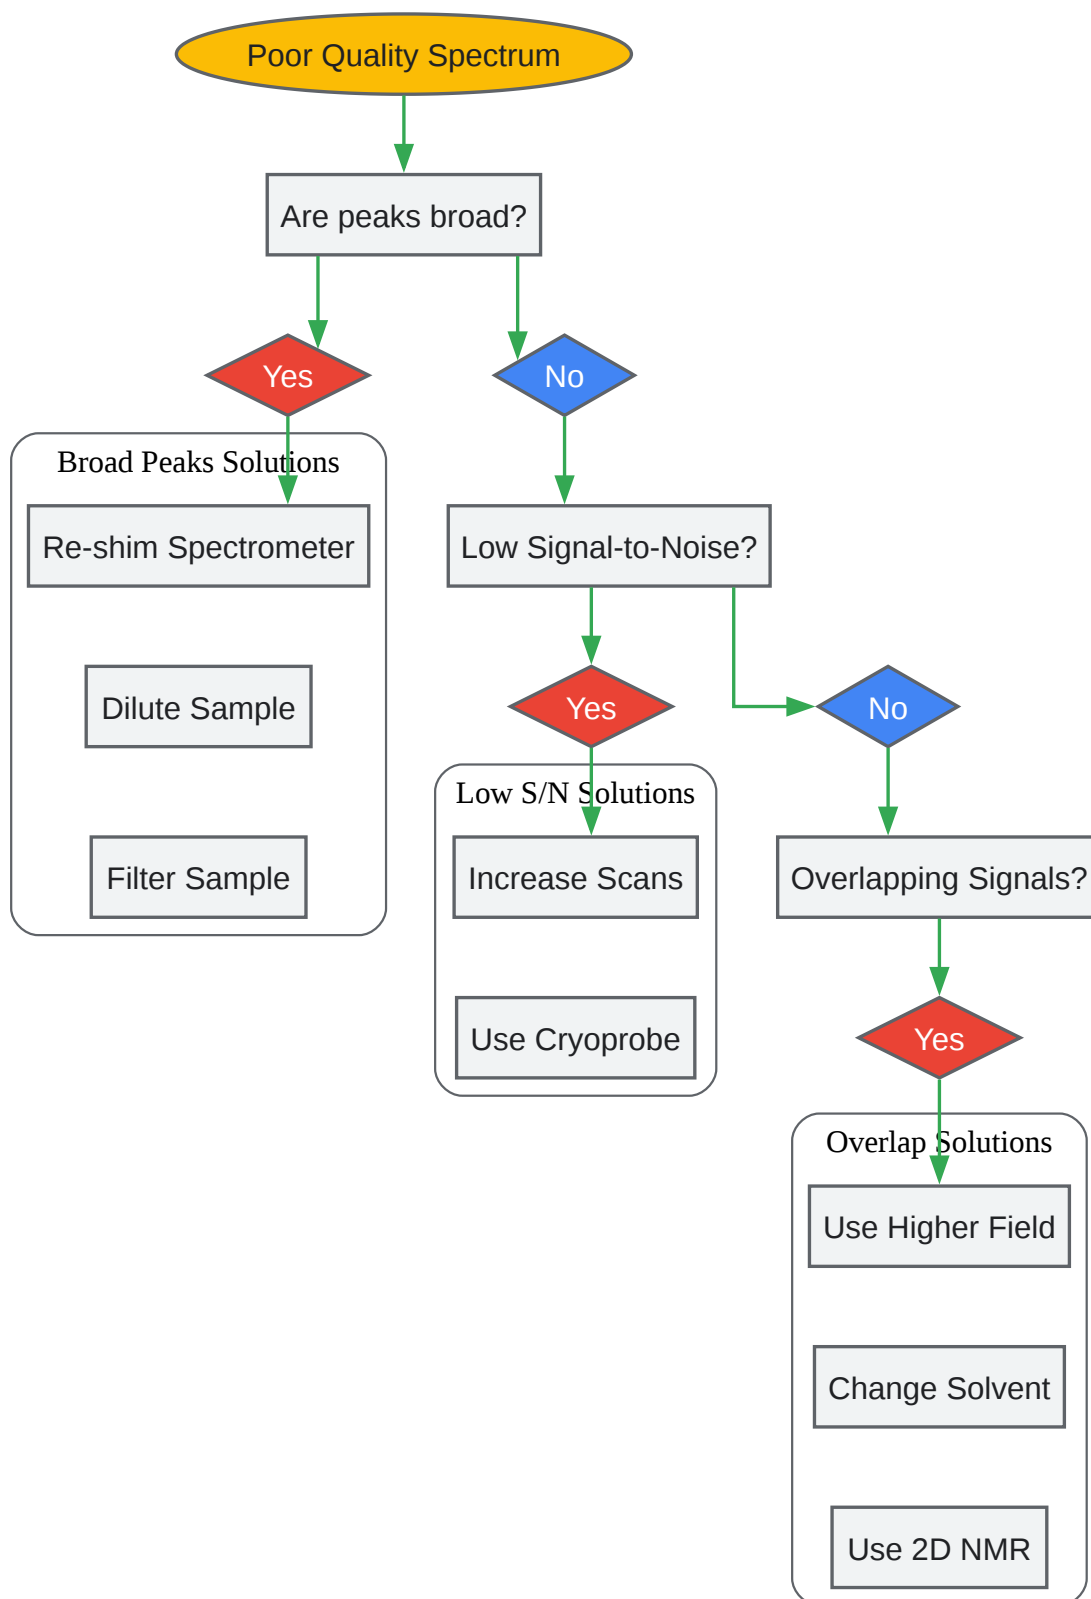 Poor Quality Spectrum
Are peaks broad?
Yes
No
Broad Peaks Solutions
Re-shim Spectrometer
Low Signal-to-Noise?
Dilute Sample
Yes
No
Low S/N Solutions
Filter Sample
Increase Scans
Overlapping Signals?
Use Cryoprobe
Yes
Overlap Solutions
Use Higher Field
Change Solvent
Use 2D NMR